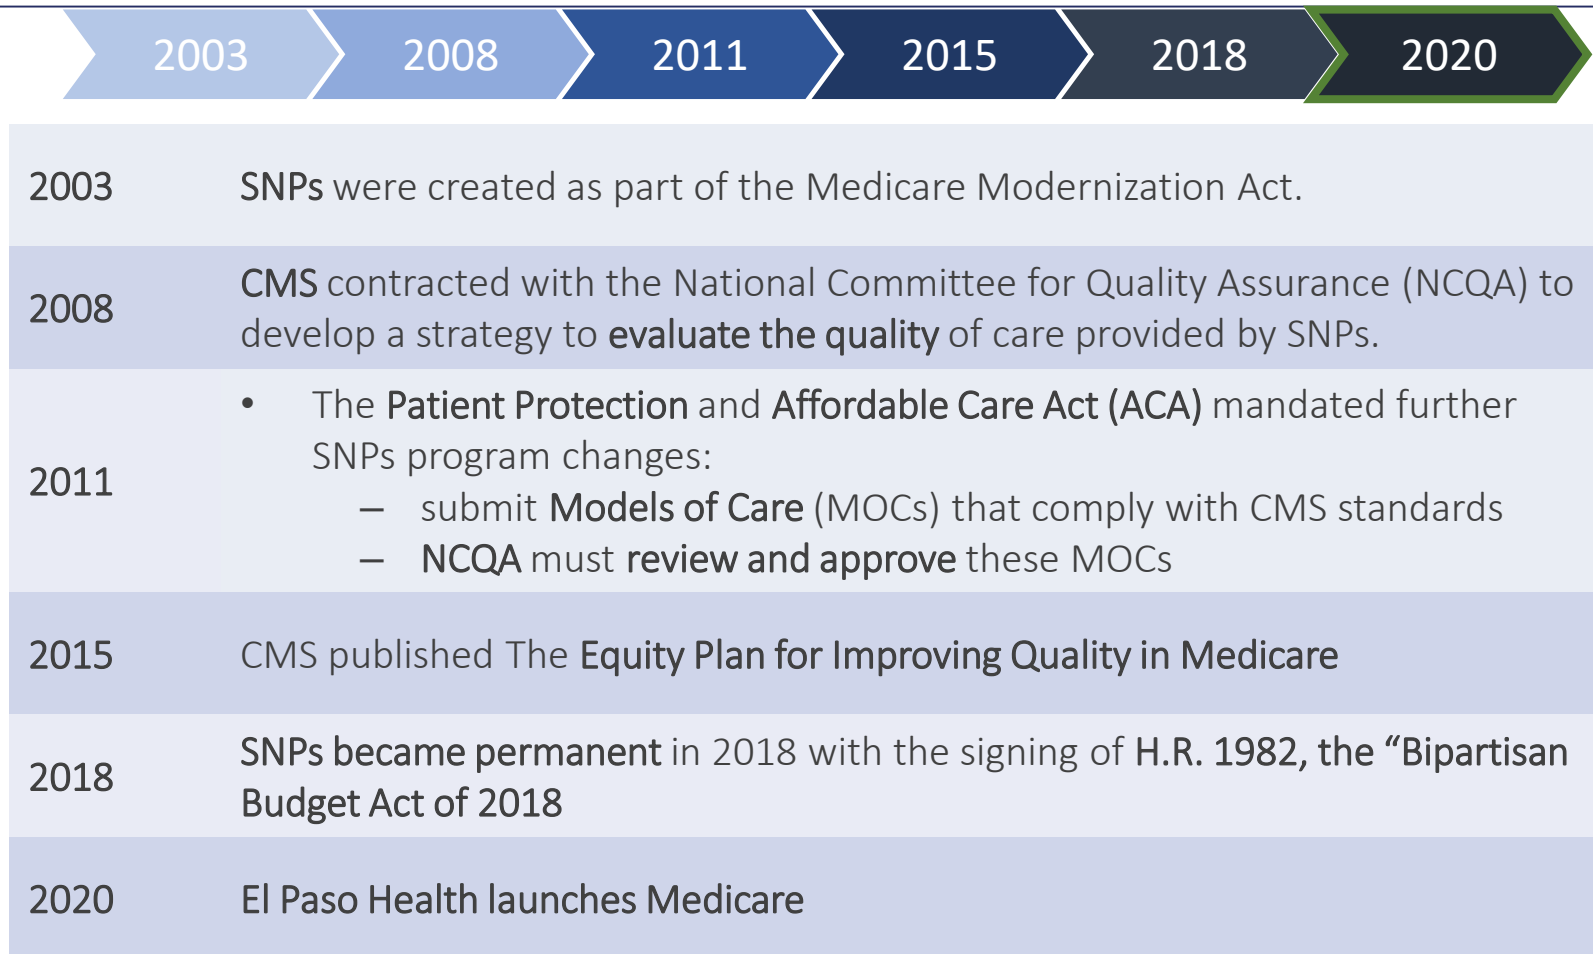 2003 2008 2011 2015 2018 2020
2003 SNPs were created as part of the Medicare Modernization Act.
2008 CMS contracted with the National Committee for Quality Assurance (NCQA) to
develop a strategy to evaluate the quality of care provided by SNPs.
2011
• The Patient Protection and Affordable Care Act (ACA) mandated further
SNPs program changes:
– submit Models of Care (MOCs) that comply with CMS standards
– NCQA must review and approve these MOCs
2015 CMS published The Equity Plan for Improving Quality in Medicare
2018 SNPs became permanent in 2018 with the signing of H.R. 1982, the “Bipartisan
Budget Act of 2018
2020 El Paso Health launches Medicare